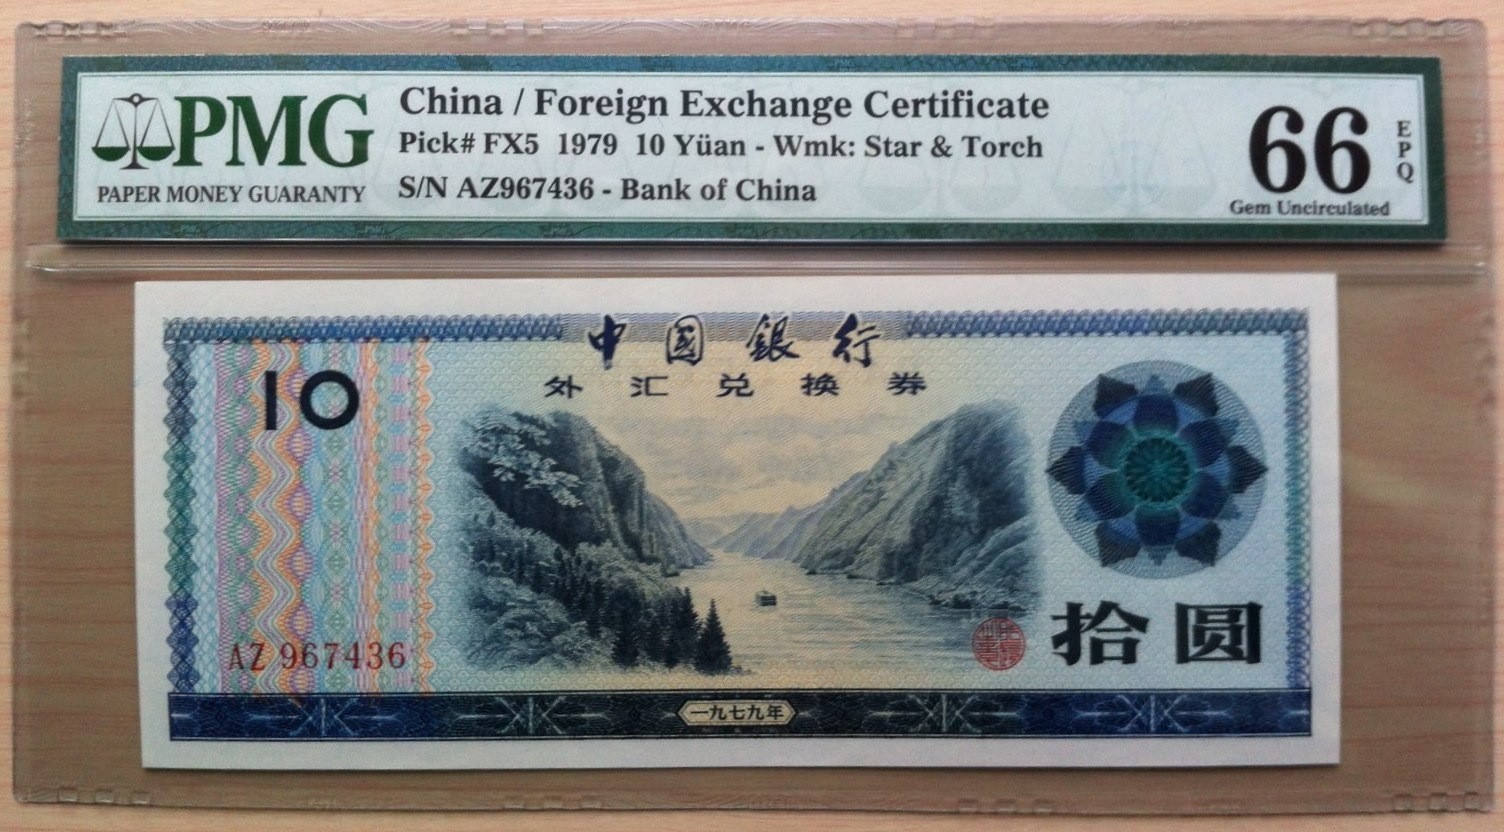 PMG
PAPER MONEY GUARANTY
China / Foreign Exchange Certificate
Pick# FX5 1979 10 Yüan - Wmk: Star & Torch
S/N AZ967436 - Bank of China
66
EPQ
Gem Uncirculated
中國銀行
外汇兑换券
10
AZ 967436
拾圆
一九七九年